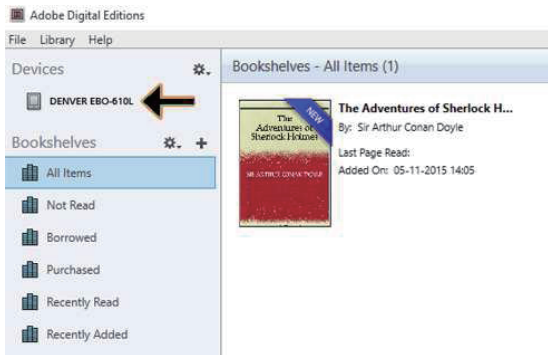 Adobe Digital Editions
File Library Help
Devices
DENVER EBO-610L
Bookshelves
All Items
Not Read
Borrowed
Purchased
Recently Read
Recently Added
Bookshelves - All Items (1)
The
Adventures of
Sherlock Holmes
SIR ARTHUR CONAN DOYLE
NEW
The Adventures of Sherlock H...
By: Sir Arthur Conan Doyle
Last Page Read:
Added On: 05-11-2015 14:05